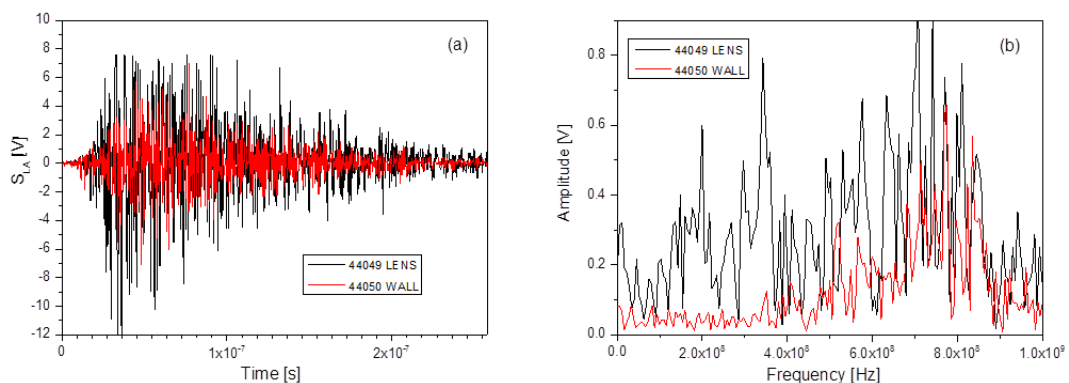 (a)
10
8
6
4
2
0
-2
-4
-6
-8
-10
-12
S_LA [V]
44049 LENS
44050 WALL
0
1x10⁻⁷
2x10⁻⁷
Time [s]
(b)
44049 LENS
44050 WALL
0.8
0.6
0.4
0.2
0.0
Amplitude [V]
0.0
2.0x10⁸
4.0x10⁸
6.0x10⁸
8.0x10⁸
1.0x10⁹
Frequency [Hz]